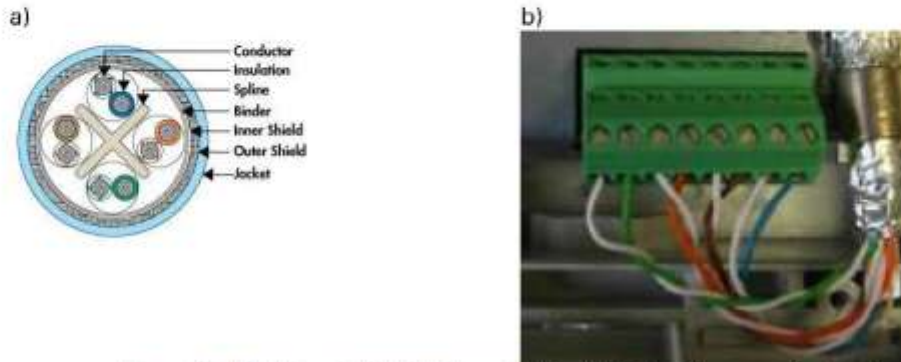 a)
b)
Conductor
Insulation
Spline
Binder
Inner Shield
Outer Shield
Jacket